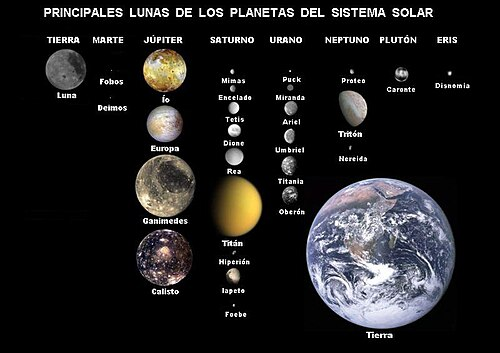 PRINCIPALES LUNAS DE LOS PLANETAS DEL SISTEMA SOLAR
TIERRA MARTE JÚPITER SATURNO URANO NEPTUNO PLUTÓN ERIS
Luna
Fobos
Deimos
Ío
Europa
Ganimedes
Calisto
Mimas
Encelado
Tetis
Dione
Rea
Titán
Hiperión
Iapeto
Foebe
Puck
Miranda
Ariel
Umbriel
Titania
Oberón
Proteo
Tritón
Nereida
Caronte
Disnomia
Tierra